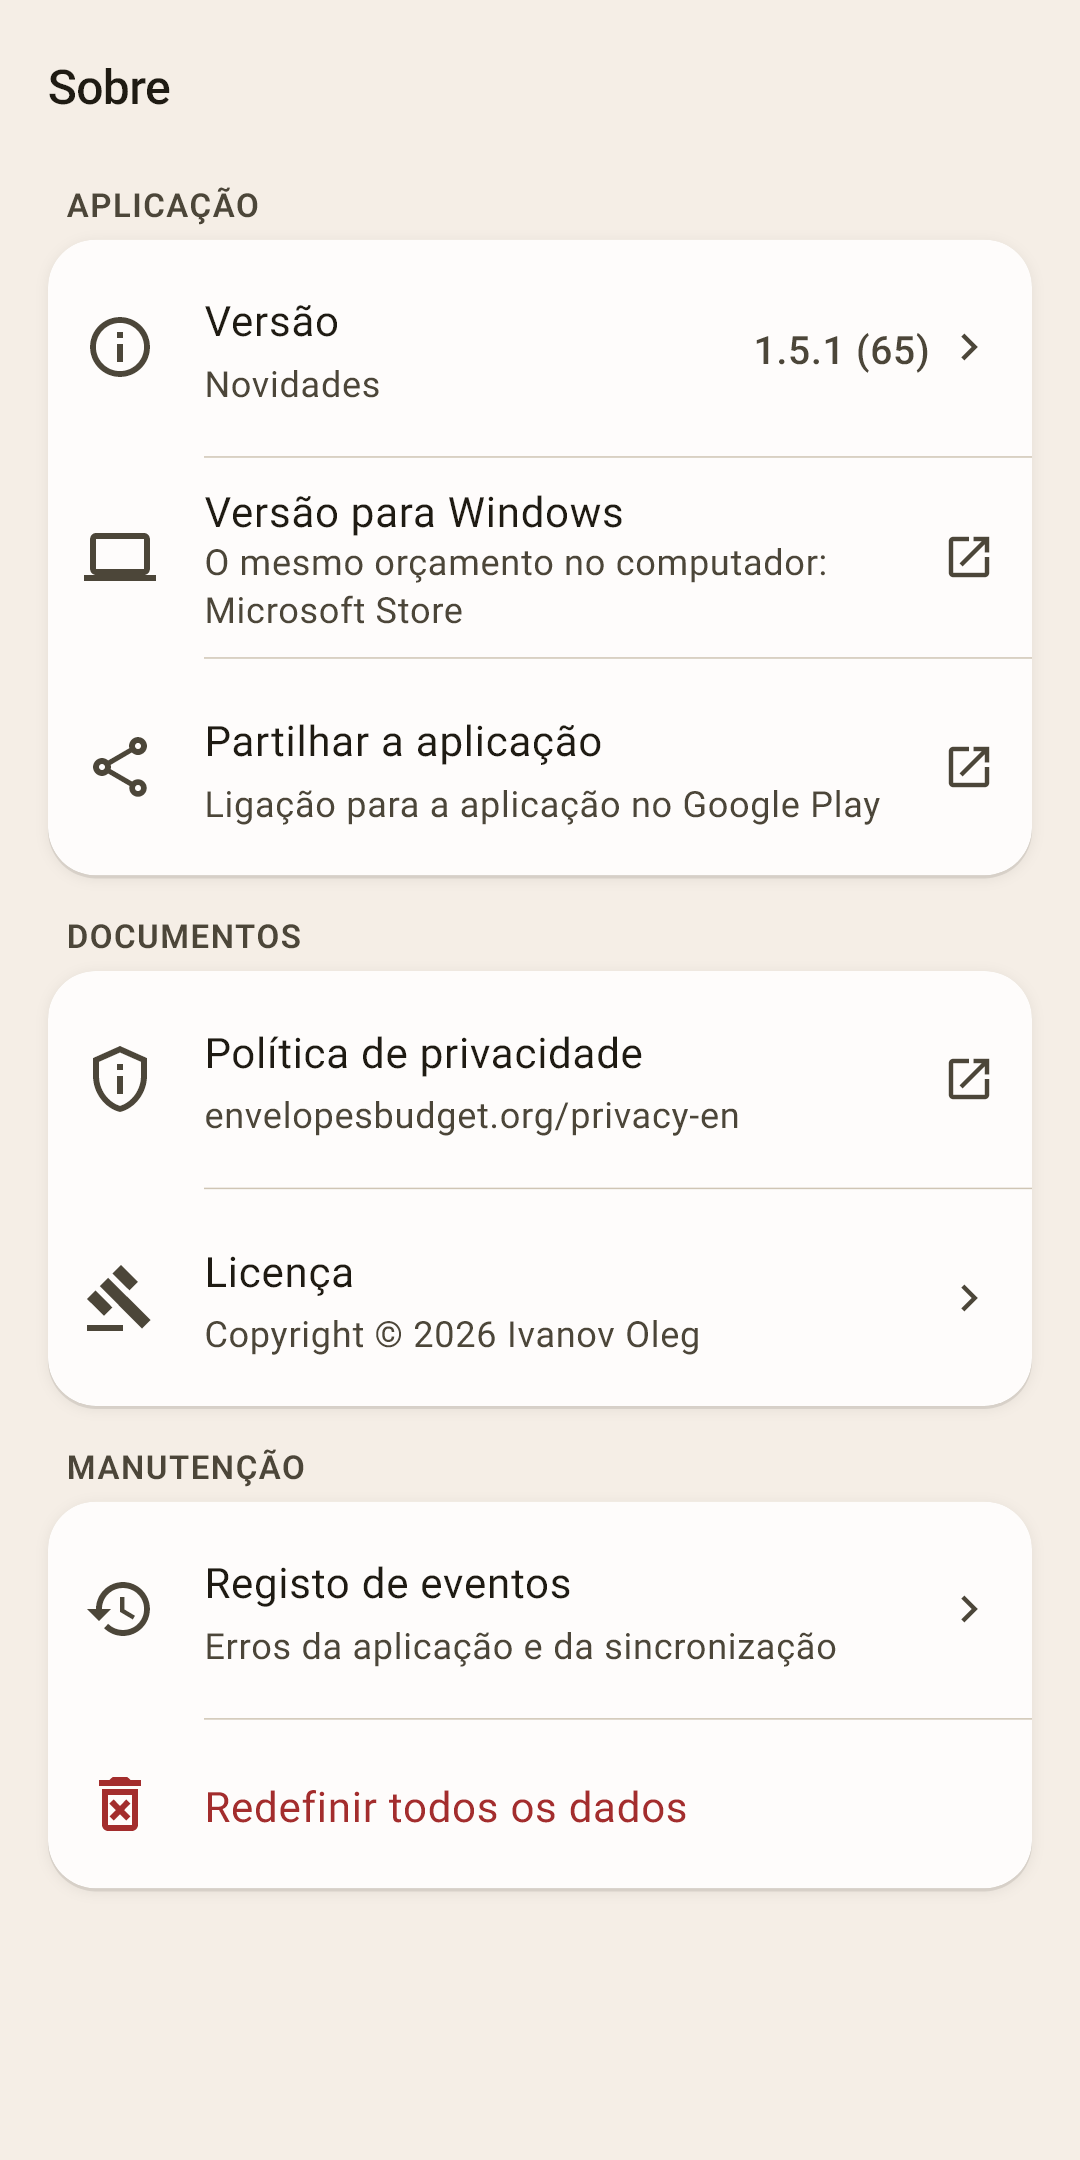 Sobre
APLICAÇÃO
Versão
Novidades
1.5.1 (65)
Versão para Windows
O mesmo orçamento no computador:
Microsoft Store
Partilhar a aplicação
Ligação para a aplicação no Google Play
DOCUMENTOS
Política de privacidade
envelopesbudget.org/privacy-en
Licença
Copyright © 2026 Ivanov Oleg
MANUTENÇÃO
Registo de eventos
Erros da aplicação e da sincronização
Redefinir todos os dados